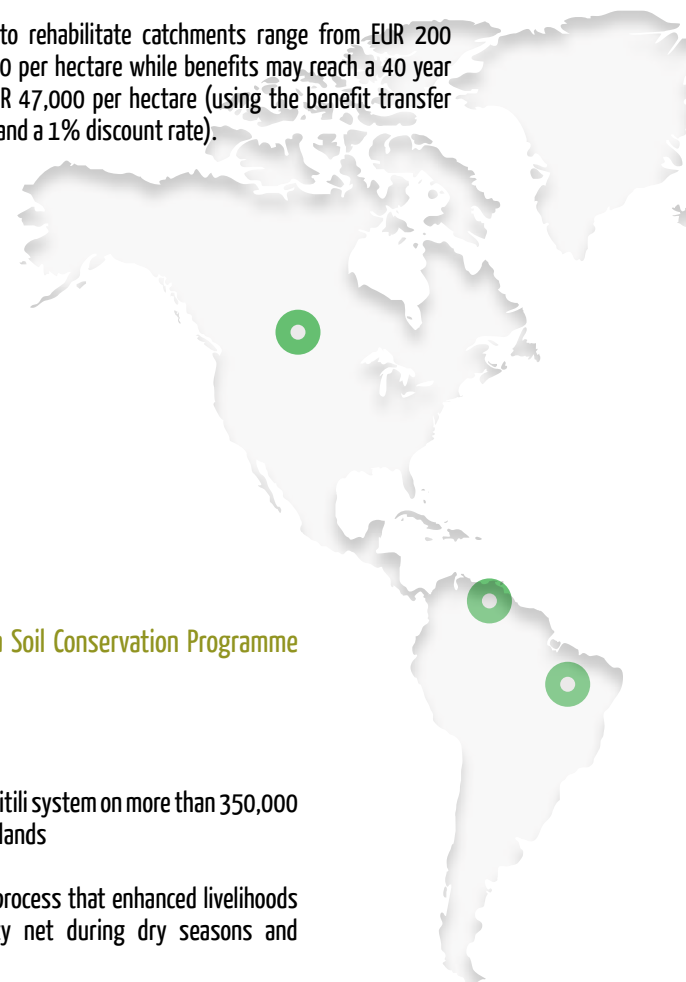 to rehabilitate catchments range from EUR 200
0 per hectare while benefits may reach a 40 year
R 47,000 per hectare (using the benefit transfer
and a 1% discount rate).
Soil Conservation Programme
itili system on more than 350,000
lands
process that enhanced livelihoods
y net during dry seasons and